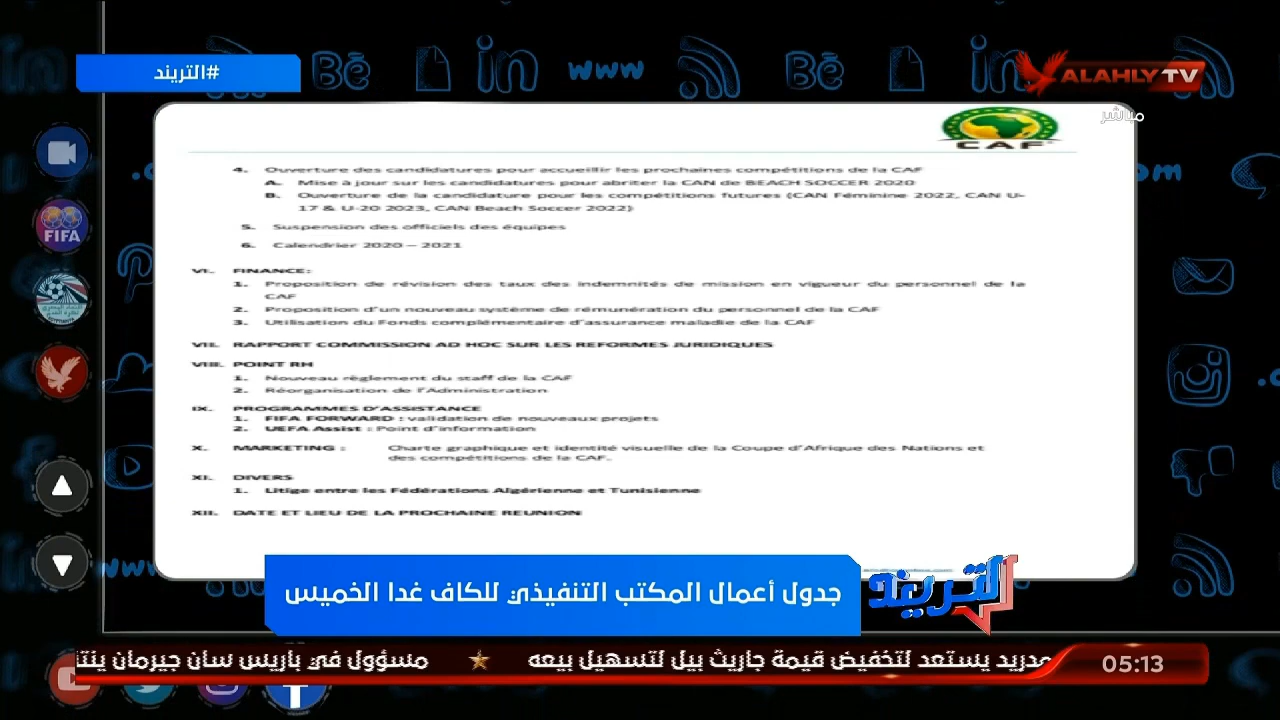 #التريند
ALAHLY TV
مباشر
CAF
4. Ouverture des candidatures pour accueillir les prochaines compétitions de la CAF
A. Mise à jour sur les candidatures pour abriter la CAN de BEACH SOCCER 2020
B. Ouverture de la candidature pour les compétitions futures (CAN Féminine 2022, CAN U-
17 & U-20 2023, CAN Beach Soccer 2022)
5. Suspension des officiels des équipes
6. Calendrier 2020 – 2021
VI. FINANCE:
1. Proposition de révision des taux des indemnités de mission en vigueur du personnel de la
CAF
2. Proposition d'un nouveau système de rémunération du personnel de la CAF
3. Utilisation du Fonds complémentaire d'assurance maladie de la CAF
VII. RAPPORT COMMISSION AD HOC SUR LES REFORMES JURIDIQUES
VIII. POINT RH
1. Nouveau règlement du staff de la CAF
2. Réorganisation de l'Administration
IX. PROGRAMMES D'ASSISTANCE
1. FIFA FORWARD : validation de nouveaux projets
2. UEFA Assist : Point d'information
X. MARKETING : Charte graphique et identité visuelle de la Coupe d'Afrique des Nations et
des compétitions de la CAF.
XI. DIVERS
1. Litige entre les Fédérations Algérienne et Tunisienne
XII. DATE ET LIEU DE LA PROCHAINE REUNION
FIFA
www
www
جدول أعمال المكتب التنفيذي للكاف غدا الخميس
التريند
مدريد يستعد لتخفيض قيمة جاريث بيل لتسهيل بيعه
مسؤول في باريس سان جيرمان
05:13